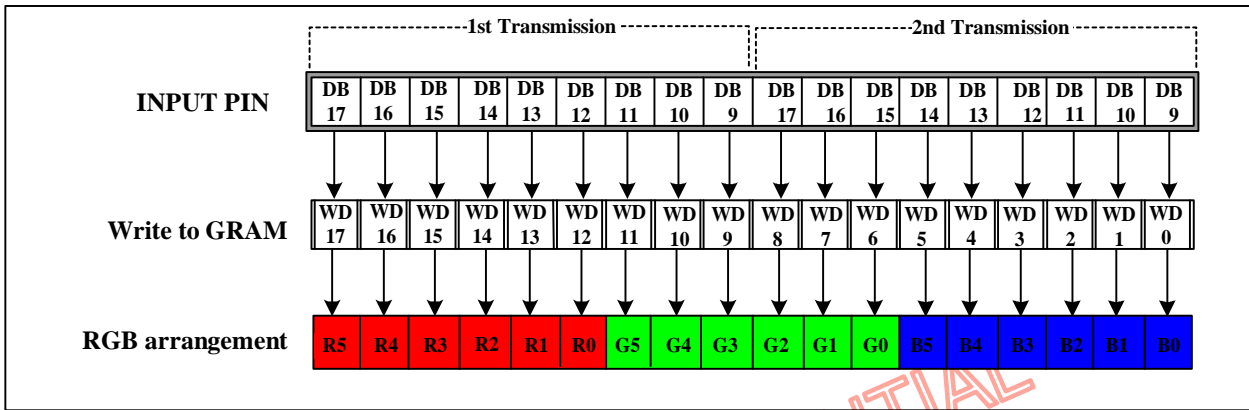 1st Transmission 2nd Transmission
INPUT PIN DB 17 DB 16 DB 15 DB 14 DB 13 DB 12 DB 11 DB 10 DB 9 DB 17 DB 16 DB 15 DB 14 DB 13 DB 12 DB 11 DB 10 DB 9
Write to GRAM WD 17 WD 16 WD 15 WD 14 WD 13 WD 12 WD 11 WD 10 WD 9 WD 8 WD 7 WD 6 WD 5 WD 4 WD 3 WD 2 WD 1 WD 0
RGB arrangement R5 R4 R3 R2 R1 R0 G5 G4 G3 G2 G1 G0 B5 B4 B3 B2 B1 B0
NTIAL